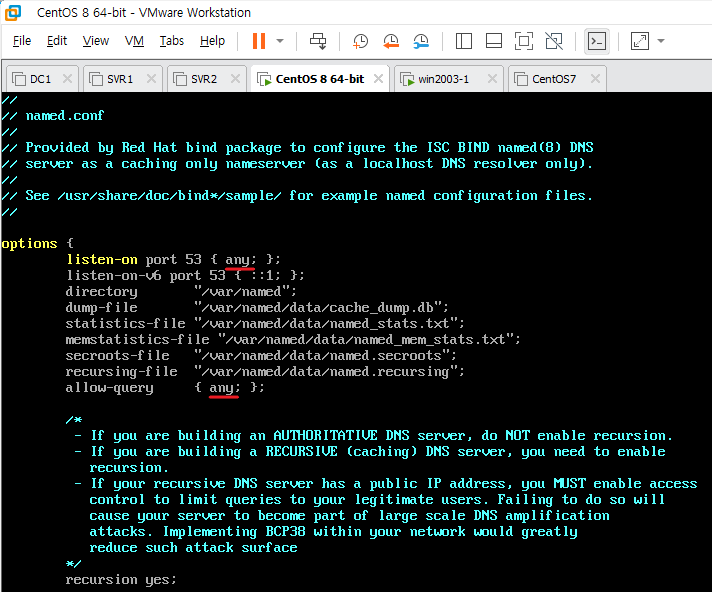 CentOS 8 64-bit - VMware Workstation
File Edit View VM Tabs Help
DC1 SVR1 SVR2 CentOS 8 64-bit win2003-1 CentOS7
//
// named.conf
//
// Provided by Red Hat bind package to configure the ISC BIND named(8) DNS
// server as a caching only nameserver (as a localhost DNS resolver only).
//
// See /usr/share/doc/bind*/sample/ for example named configuration files.
//
options {
listen-on port 53 { any; };
listen-on-v6 port 53 { ::1; };
directory "/var/named";
dump-file "/var/named/data/cache_dump.db";
statistics-file "/var/named/data/named_stats.txt";
memstatistics-file "/var/named/data/named_mem_stats.txt";
secroots-file "/var/named/data/named.secroots";
recursing-file "/var/named/data/named.recursing";
allow-query { any; };
/*
- If you are building an AUTHORITATIVE DNS server, do NOT enable recursion.
- If you are building a RECURSIVE (caching) DNS server, you need to enable
recursion.
- If your recursive DNS server has a public IP address, you MUST enable access
control to limit queries to your legitimate users. Failing to do so will
cause your server to become part of large scale DNS amplification
attacks. Implementing BCP38 within your network would greatly
reduce such attack surface
*/
recursion yes;